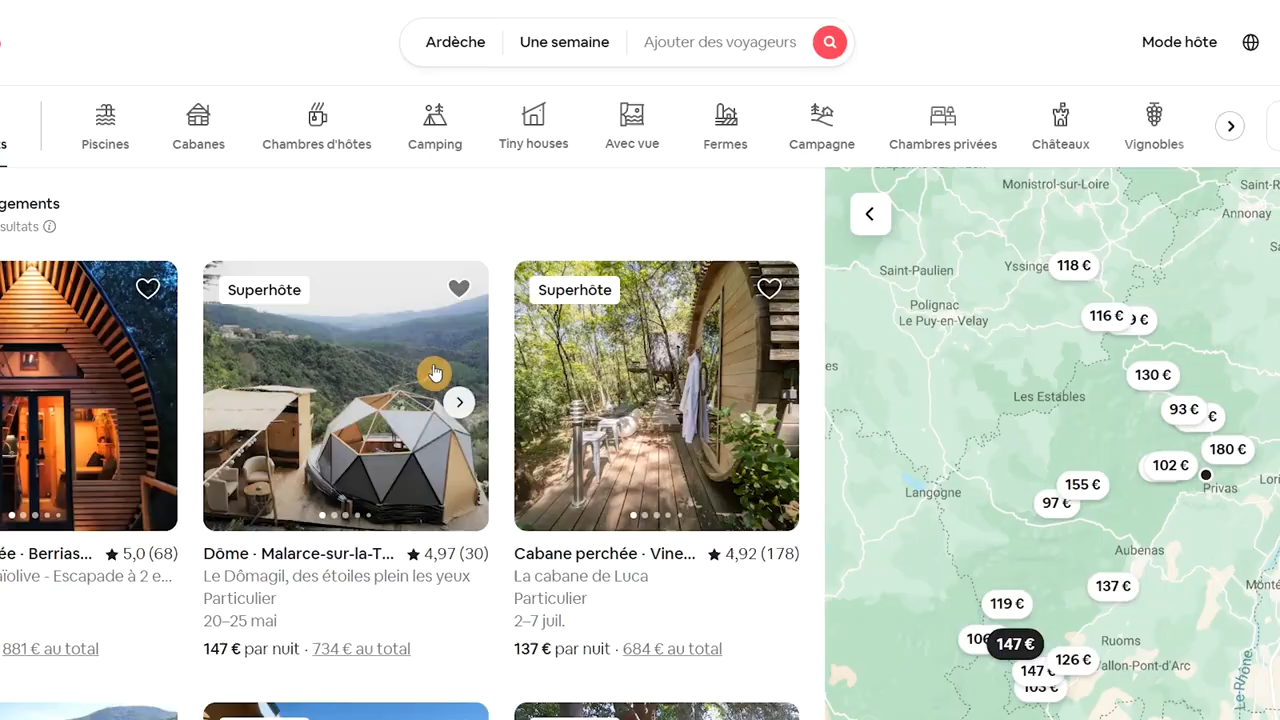 Ardèche
Une semaine
Ajouter des voyageurs
Mode hôte
Piscines
Cabanes
Chambres d'hôtes
Camping
Tiny houses
Avec vue
Fermes
Campagne
Chambres privées
Châteaux
Vignobles
gements
sultats
Superhôte
Superhôte
ée · Berrias... 5,0 (68)
aïolive - Escapade à 2 e...
881 € au total
Dôme · Malarce-sur-la-T... 4,97 (30)
Le Dômagil, des étoiles plein les yeux
Particulier
20–25 mai
147 € par nuit · 734 € au total
Cabane perchée · Vine... 4,92 (178)
La cabane de Luca
Particulier
2–7 juil.
137 € par nuit · 684 € au total
Monistrol-sur-Loire
Saint-R
Annonay
Saint-Paulien
Yssinge
118 €
Polignac
Le Puy-en-Velay
116 €
9 €
es
130 €
Les Estables
93 €
€
180 €
102 €
155 €
Privas
Lori
Langogne
97 €
Aubenas
137 €
Monté
119 €
106
147 €
Ruoms
126 €
Vallon-Pont-d'Arc
147 €
103 €
Le Rhône